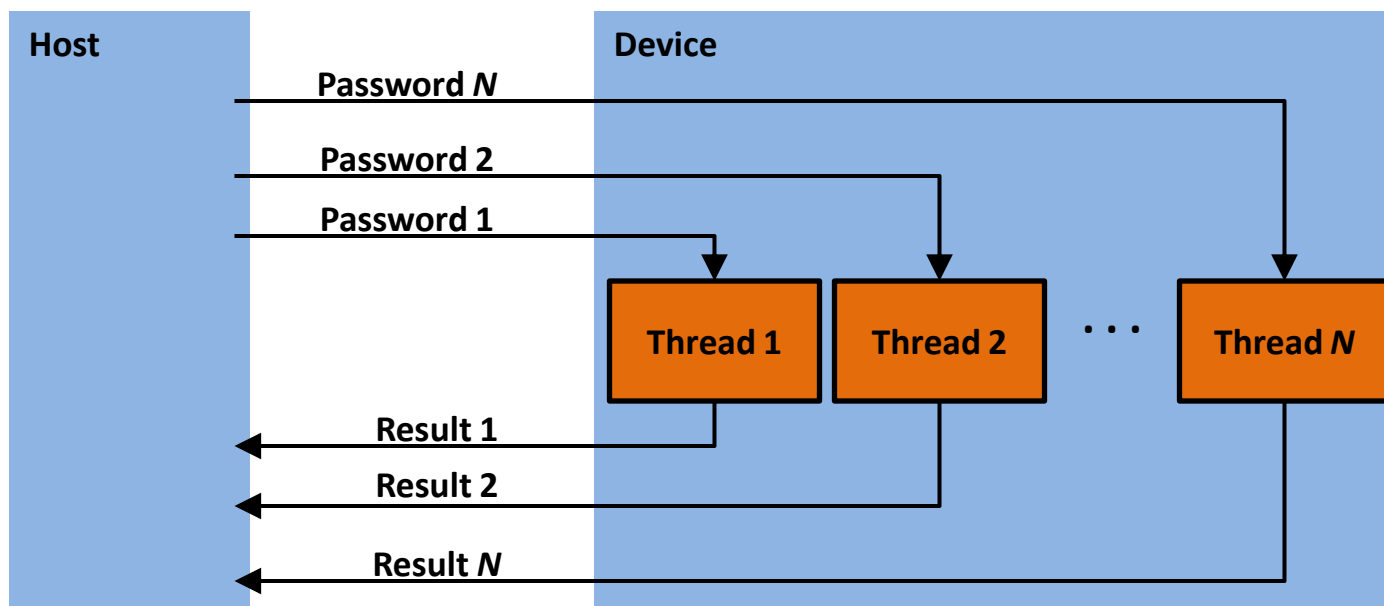 Host
Device
Password N
Password 2
Password 1
Thread 1
Thread 2
. . .
Thread N
Result 1
Result 2
Result N